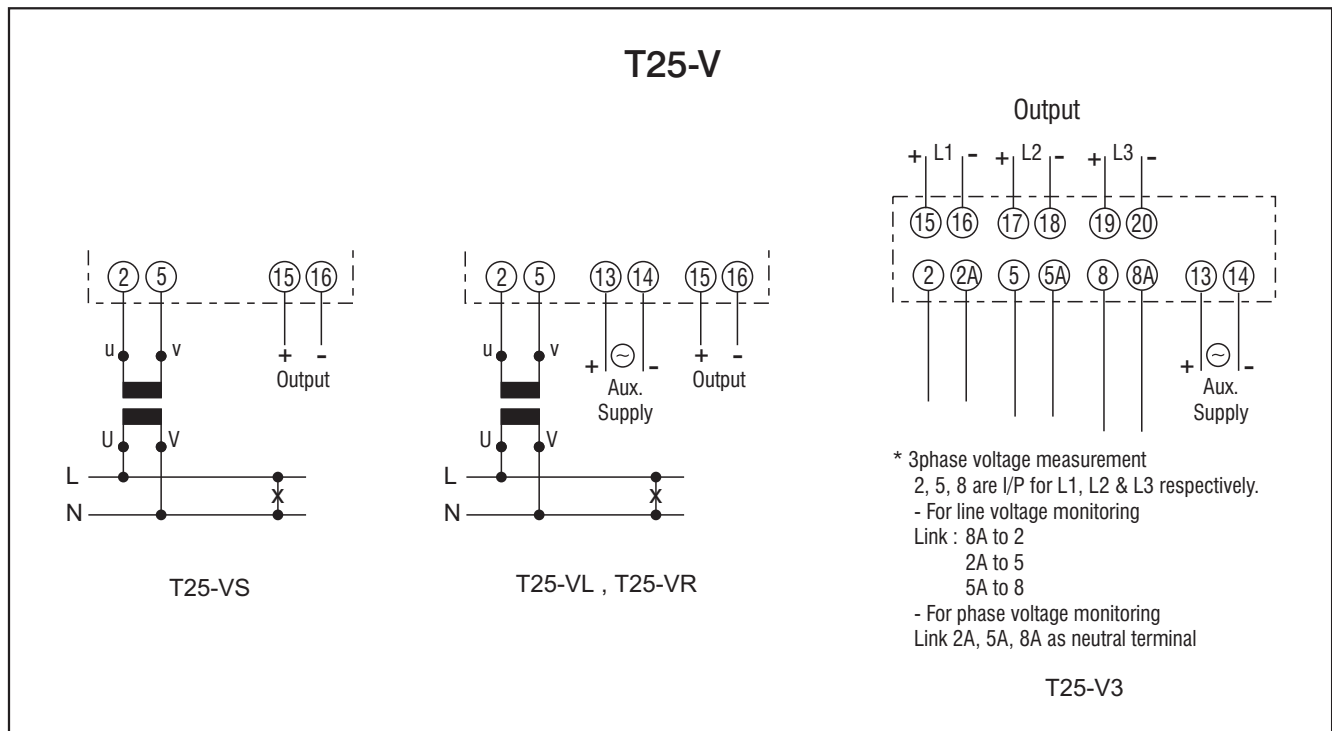 T25-V
2 5 15 16
u v
+ -
Output
U V
L
N
x
T25-VS
2 5 13 14 15 16
u v
+ ~ -
Aux.
Supply
+ -
Output
U V
L
N
x
T25-VL , T25-VR
Output
+ L1 - + L2 - + L3 -
15 16 17 18 19 20
2 2A 5 5A 8 8A 13 14
+ ~ -
Aux.
Supply
* 3phase voltage measurement
2, 5, 8 are I/P for L1, L2 & L3 respectively.
- For line voltage monitoring
Link : 8A to 2
2A to 5
5A to 8
- For phase voltage monitoring
Link 2A, 5A, 8A as neutral terminal
T25-V3